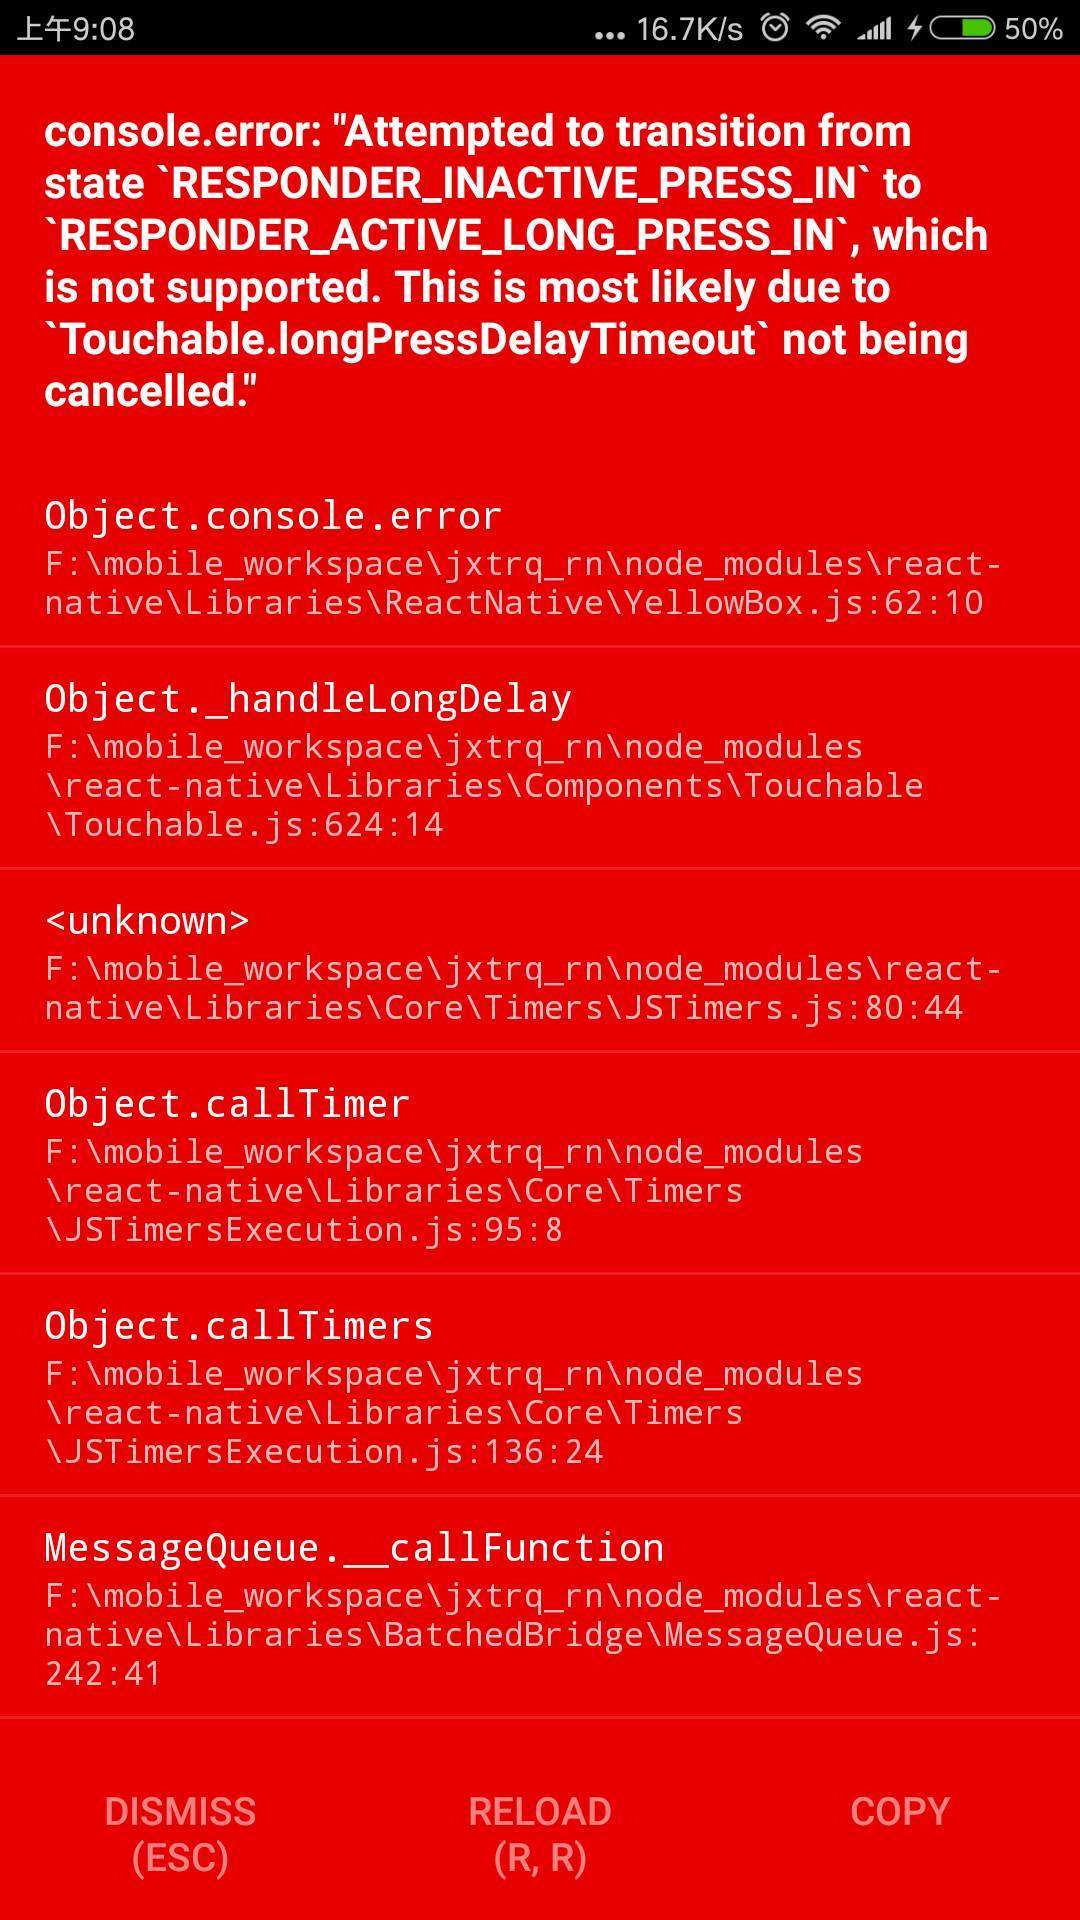 上午9:08
... 16.7K/s 50%
console.error: "Attempted to transition from
state `RESPONDER_INACTIVE_PRESS_IN` to
`RESPONDER_ACTIVE_LONG_PRESS_IN`, which
is not supported. This is most likely due to
`Touchable.longPressDelayTimeout` not being
cancelled."
Object.console.error
F:\mobile_workspace\jxtrq_rn\node_modules\react-
native\Libraries\ReactNative\YellowBox.js:62:10
Object._handleLongDelay
F:\mobile_workspace\jxtrq_rn\node_modules
\react-native\Libraries\Components\Touchable
\Touchable.js:624:14
<unknown>
F:\mobile_workspace\jxtrq_rn\node_modules\react-
native\Libraries\Core\Timers\JSTimers.js:80:44
Object.callTimer
F:\mobile_workspace\jxtrq_rn\node_modules
\react-native\Libraries\Core\Timers
\JSTimersExecution.js:95:8
Object.callTimers
F:\mobile_workspace\jxtrq_rn\node_modules
\react-native\Libraries\Core\Timers
\JSTimersExecution.js:136:24
MessageQueue.__callFunction
F:\mobile_workspace\jxtrq_rn\node_modules\react-
native\Libraries\BatchedBridge\MessageQueue.js:
242:41
DISMISS
(ESC)
RELOAD
(R, R)
COPY